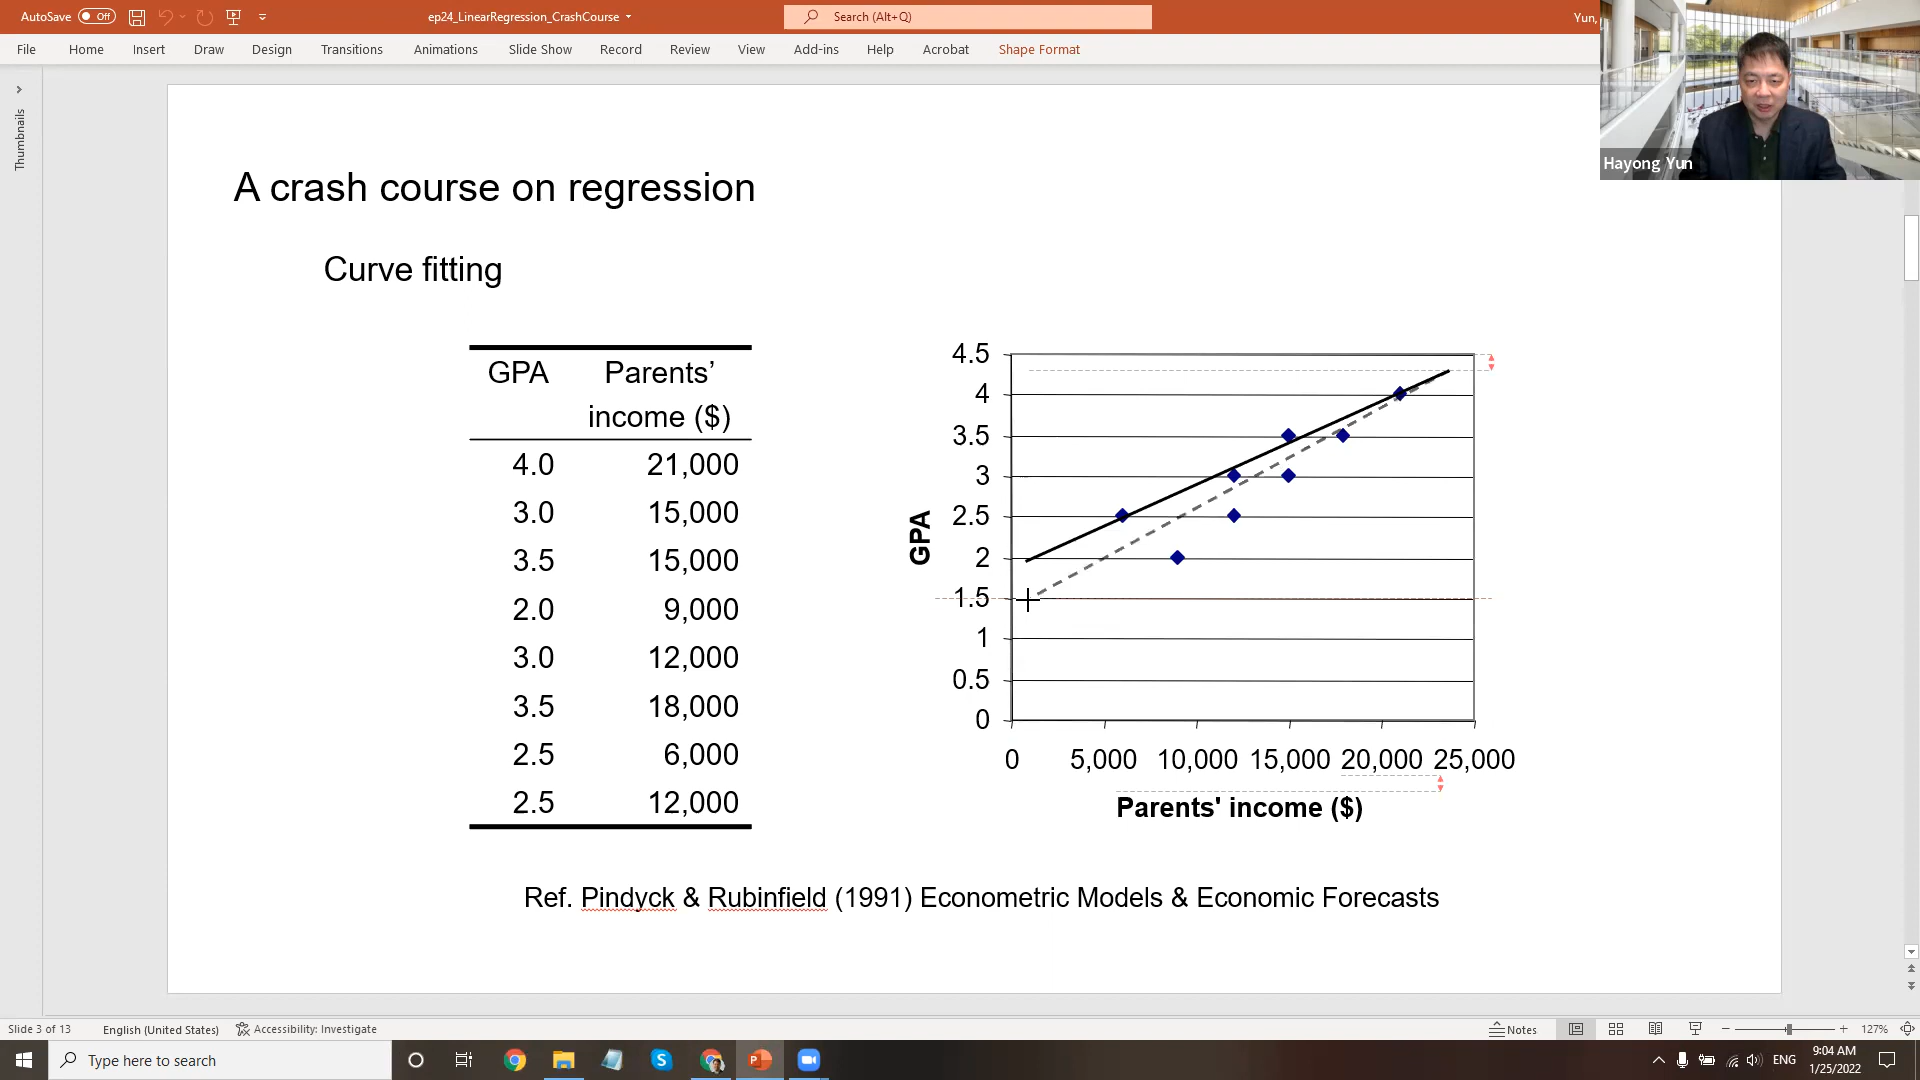 AutoSave Off
ep24_LinearRegression_CrashCourse
Search (Alt+Q)
Yun,
File Home Insert Draw Design Transitions Animations Slide Show Record Review View Add-ins Help Acrobat Shape Format
Hayong Yun
Thumbnails
A crash course on regression
Curve fitting
GPA Parents’
income ($)
4.0 21,000
3.0 15,000
3.5 15,000
2.0 9,000
3.0 12,000
3.5 18,000
2.5 6,000
2.5 12,000
4.5
4
3.5
3
2.5
2
1.5
1
0.5
0
GPA
0 5,000 10,000 15,000 20,000 25,000
Parents' income ($)
Ref. Pindyck & Rubinfield (1991) Econometric Models & Economic Forecasts
Slide 3 of 13 English (United States) Accessibility: Investigate Notes 127%
Type here to search
ENG
9:04 AM
1/25/2022